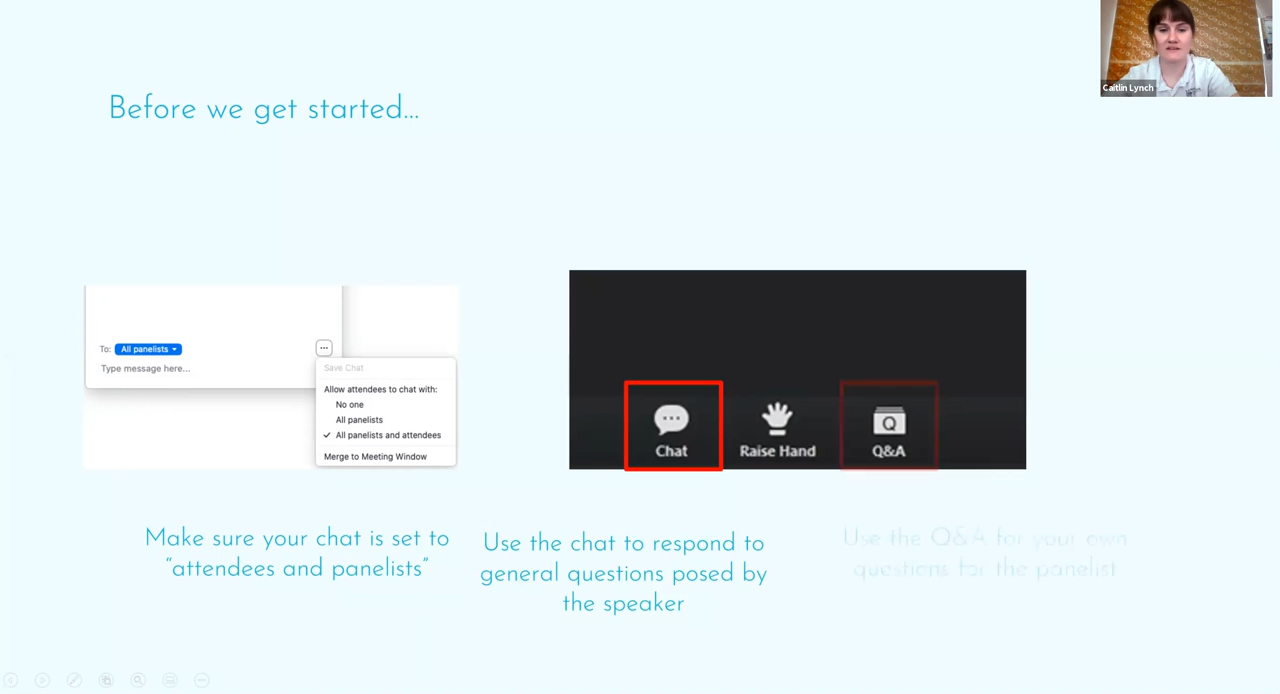 Caitlin Lynch
Before we get started...
To: All panelists
Type message here...
Save Chat
Allow attendees to chat with:
No one
All panelists
All panelists and attendees
Merge to Meeting Window
Chat
Raise Hand
Q&A
Make sure your chat is set to
"attendees and panelists"
Use the chat to respond to
general questions posed by
the speaker
Use the Q&A for your own
questions for the panelist